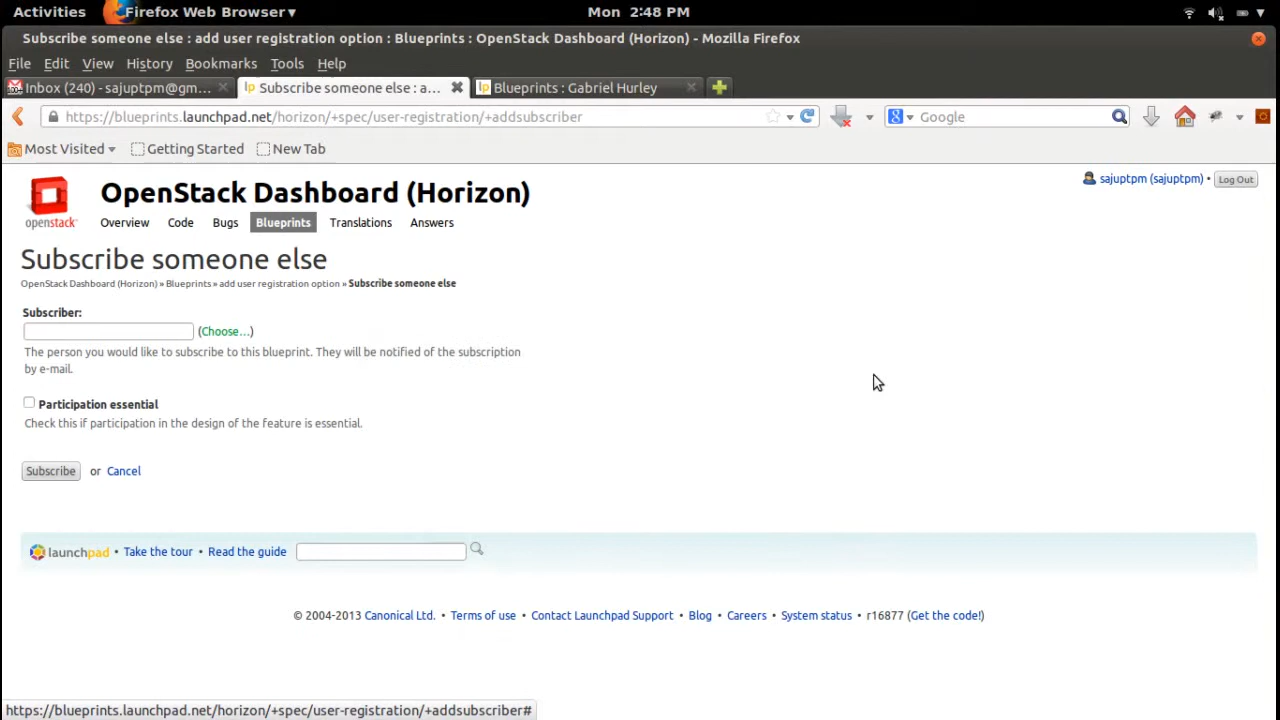 Activities Firefox Web Browser ▾ Mon 2:48 PM
Subscribe someone else : add user registration option : Blueprints : OpenStack Dashboard (Horizon) - Mozilla Firefox
File Edit View History Bookmarks Tools Help
Inbox (240) - sajuptpm@gm... lp Subscribe someone else : a... lp Blueprints : Gabriel Hurley
https://blueprints.launchpad.net/horizon/+spec/user-registration/+addsubscriber Google
Most Visited ▾ Getting Started New Tab
OpenStack Dashboard (Horizon) sajuptpm (sajuptpm) • Log Out
openstack Overview Code Bugs Blueprints Translations Answers
Subscribe someone else
OpenStack Dashboard (Horizon) » Blueprints » add user registration option » Subscribe someone else
Subscriber:
(Choose...)
The person you would like to subscribe to this blueprint. They will be notified of the subscription
by e-mail.
Participation essential
Check this if participation in the design of the feature is essential.
Subscribe or Cancel
launchpad • Take the tour • Read the guide
© 2004-2013 Canonical Ltd. • Terms of use • Contact Launchpad Support • Blog • Careers • System status • r16877 (Get the code!)
https://blueprints.launchpad.net/horizon/+spec/user-registration/+addsubscriber#